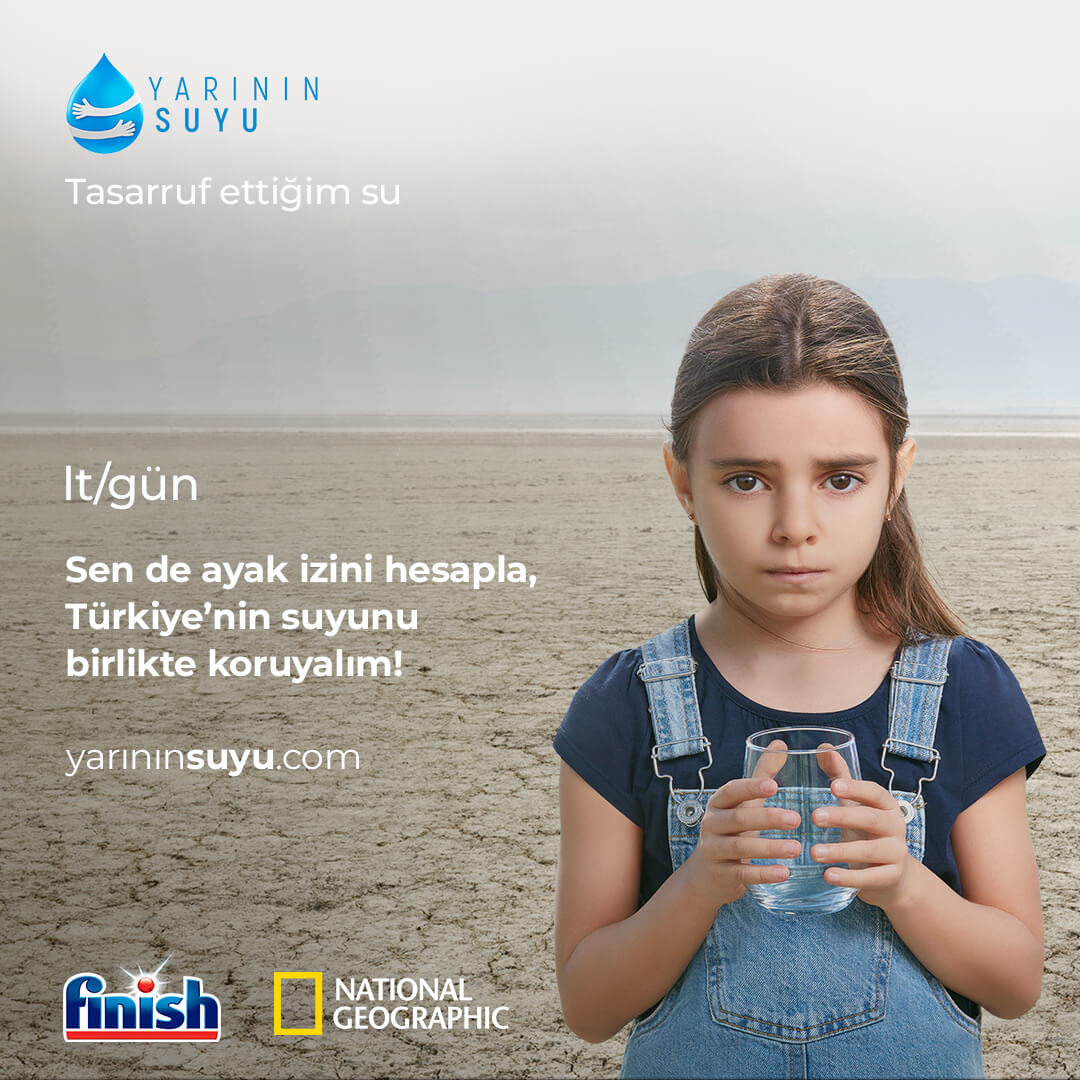 YARININ
SUYU
Tasarruf ettiğim su
lt/gün
Sen de ayak izini hesapla,
Türkiye’nin suyunu
birlikte koruyalım!
yarınınsuyu.com
finish
NATIONAL
GEOGRAPHIC